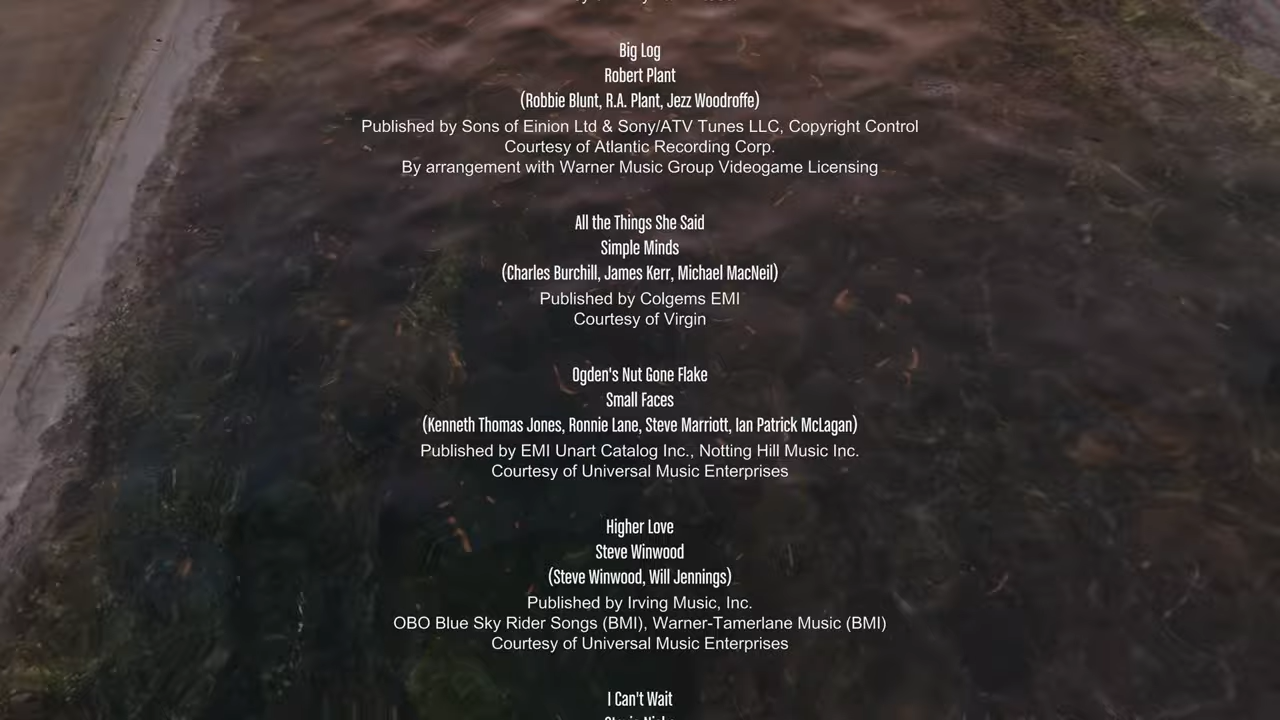 Big Log
Robert Plant
(Robbie Blunt, R.A. Plant, Jezz Woodroffe)
Published by Sons of Einion Ltd & Sony/ATV Tunes LLC, Copyright Control
Courtesy of Atlantic Recording Corp.
By arrangement with Warner Music Group Videogame Licensing
All the Things She Said
Simple Minds
(Charles Burchill, James Kerr, Michael MacNeil)
Published by Colgems EMI
Courtesy of Virgin
Ogden's Nut Gone Flake
Small Faces
(Kenneth Thomas Jones, Ronnie Lane, Steve Marriott, Ian Patrick McLagan)
Published by EMI Unart Catalog Inc., Notting Hill Music Inc.
Courtesy of Universal Music Enterprises
Higher Love
Steve Winwood
(Steve Winwood, Will Jennings)
Published by Irving Music, Inc.
OBO Blue Sky Rider Songs (BMI), Warner-Tamerlane Music (BMI)
Courtesy of Universal Music Enterprises
I Can't Wait